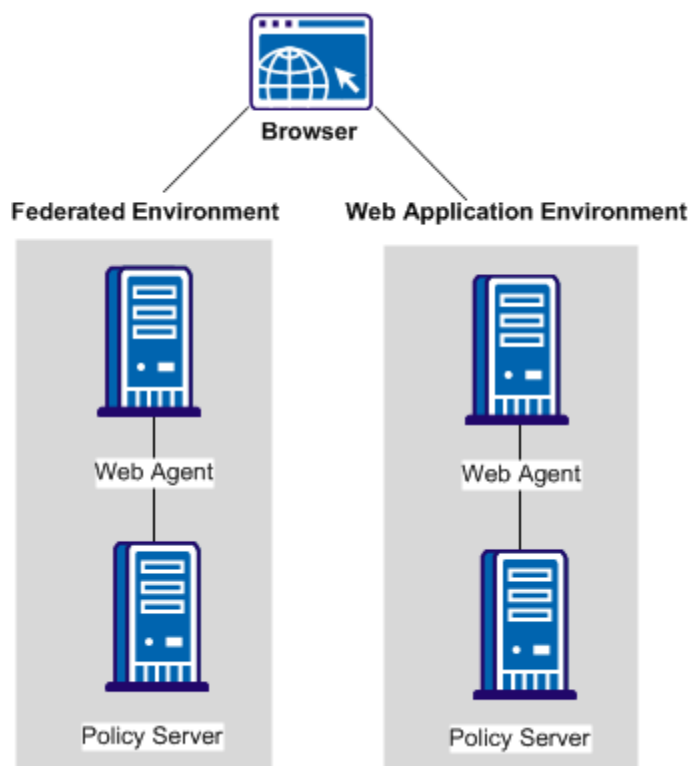 Browser
Federated Environment
Web Application Environment
Web Agent
Web Agent
Policy Server
Policy Server